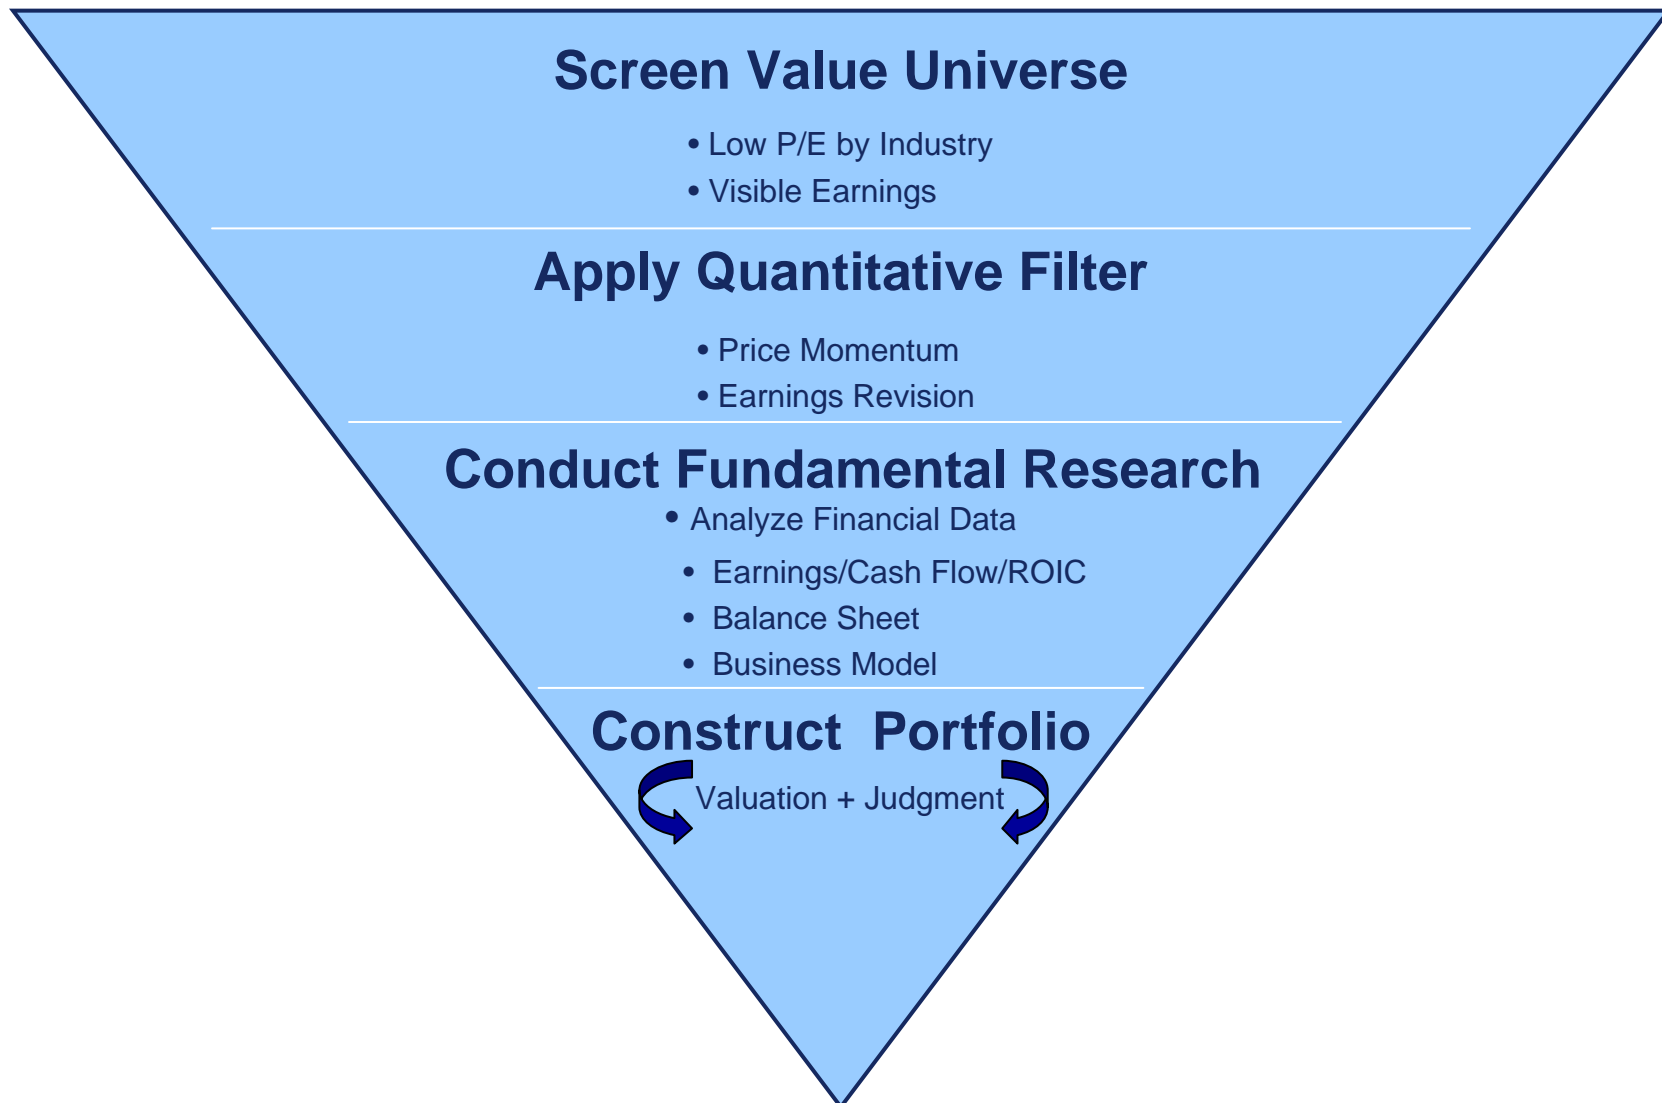 Screen Value Universe
• Low P/E by Industry
• Visible Earnings
Apply Quantitative Filter
• Price Momentum
• Earnings Revision
Conduct Fundamental Research
• Analyze Financial Data
• Earnings/Cash Flow/ROIC
• Balance Sheet
• Business Model
Construct Portfolio
Valuation + Judgment